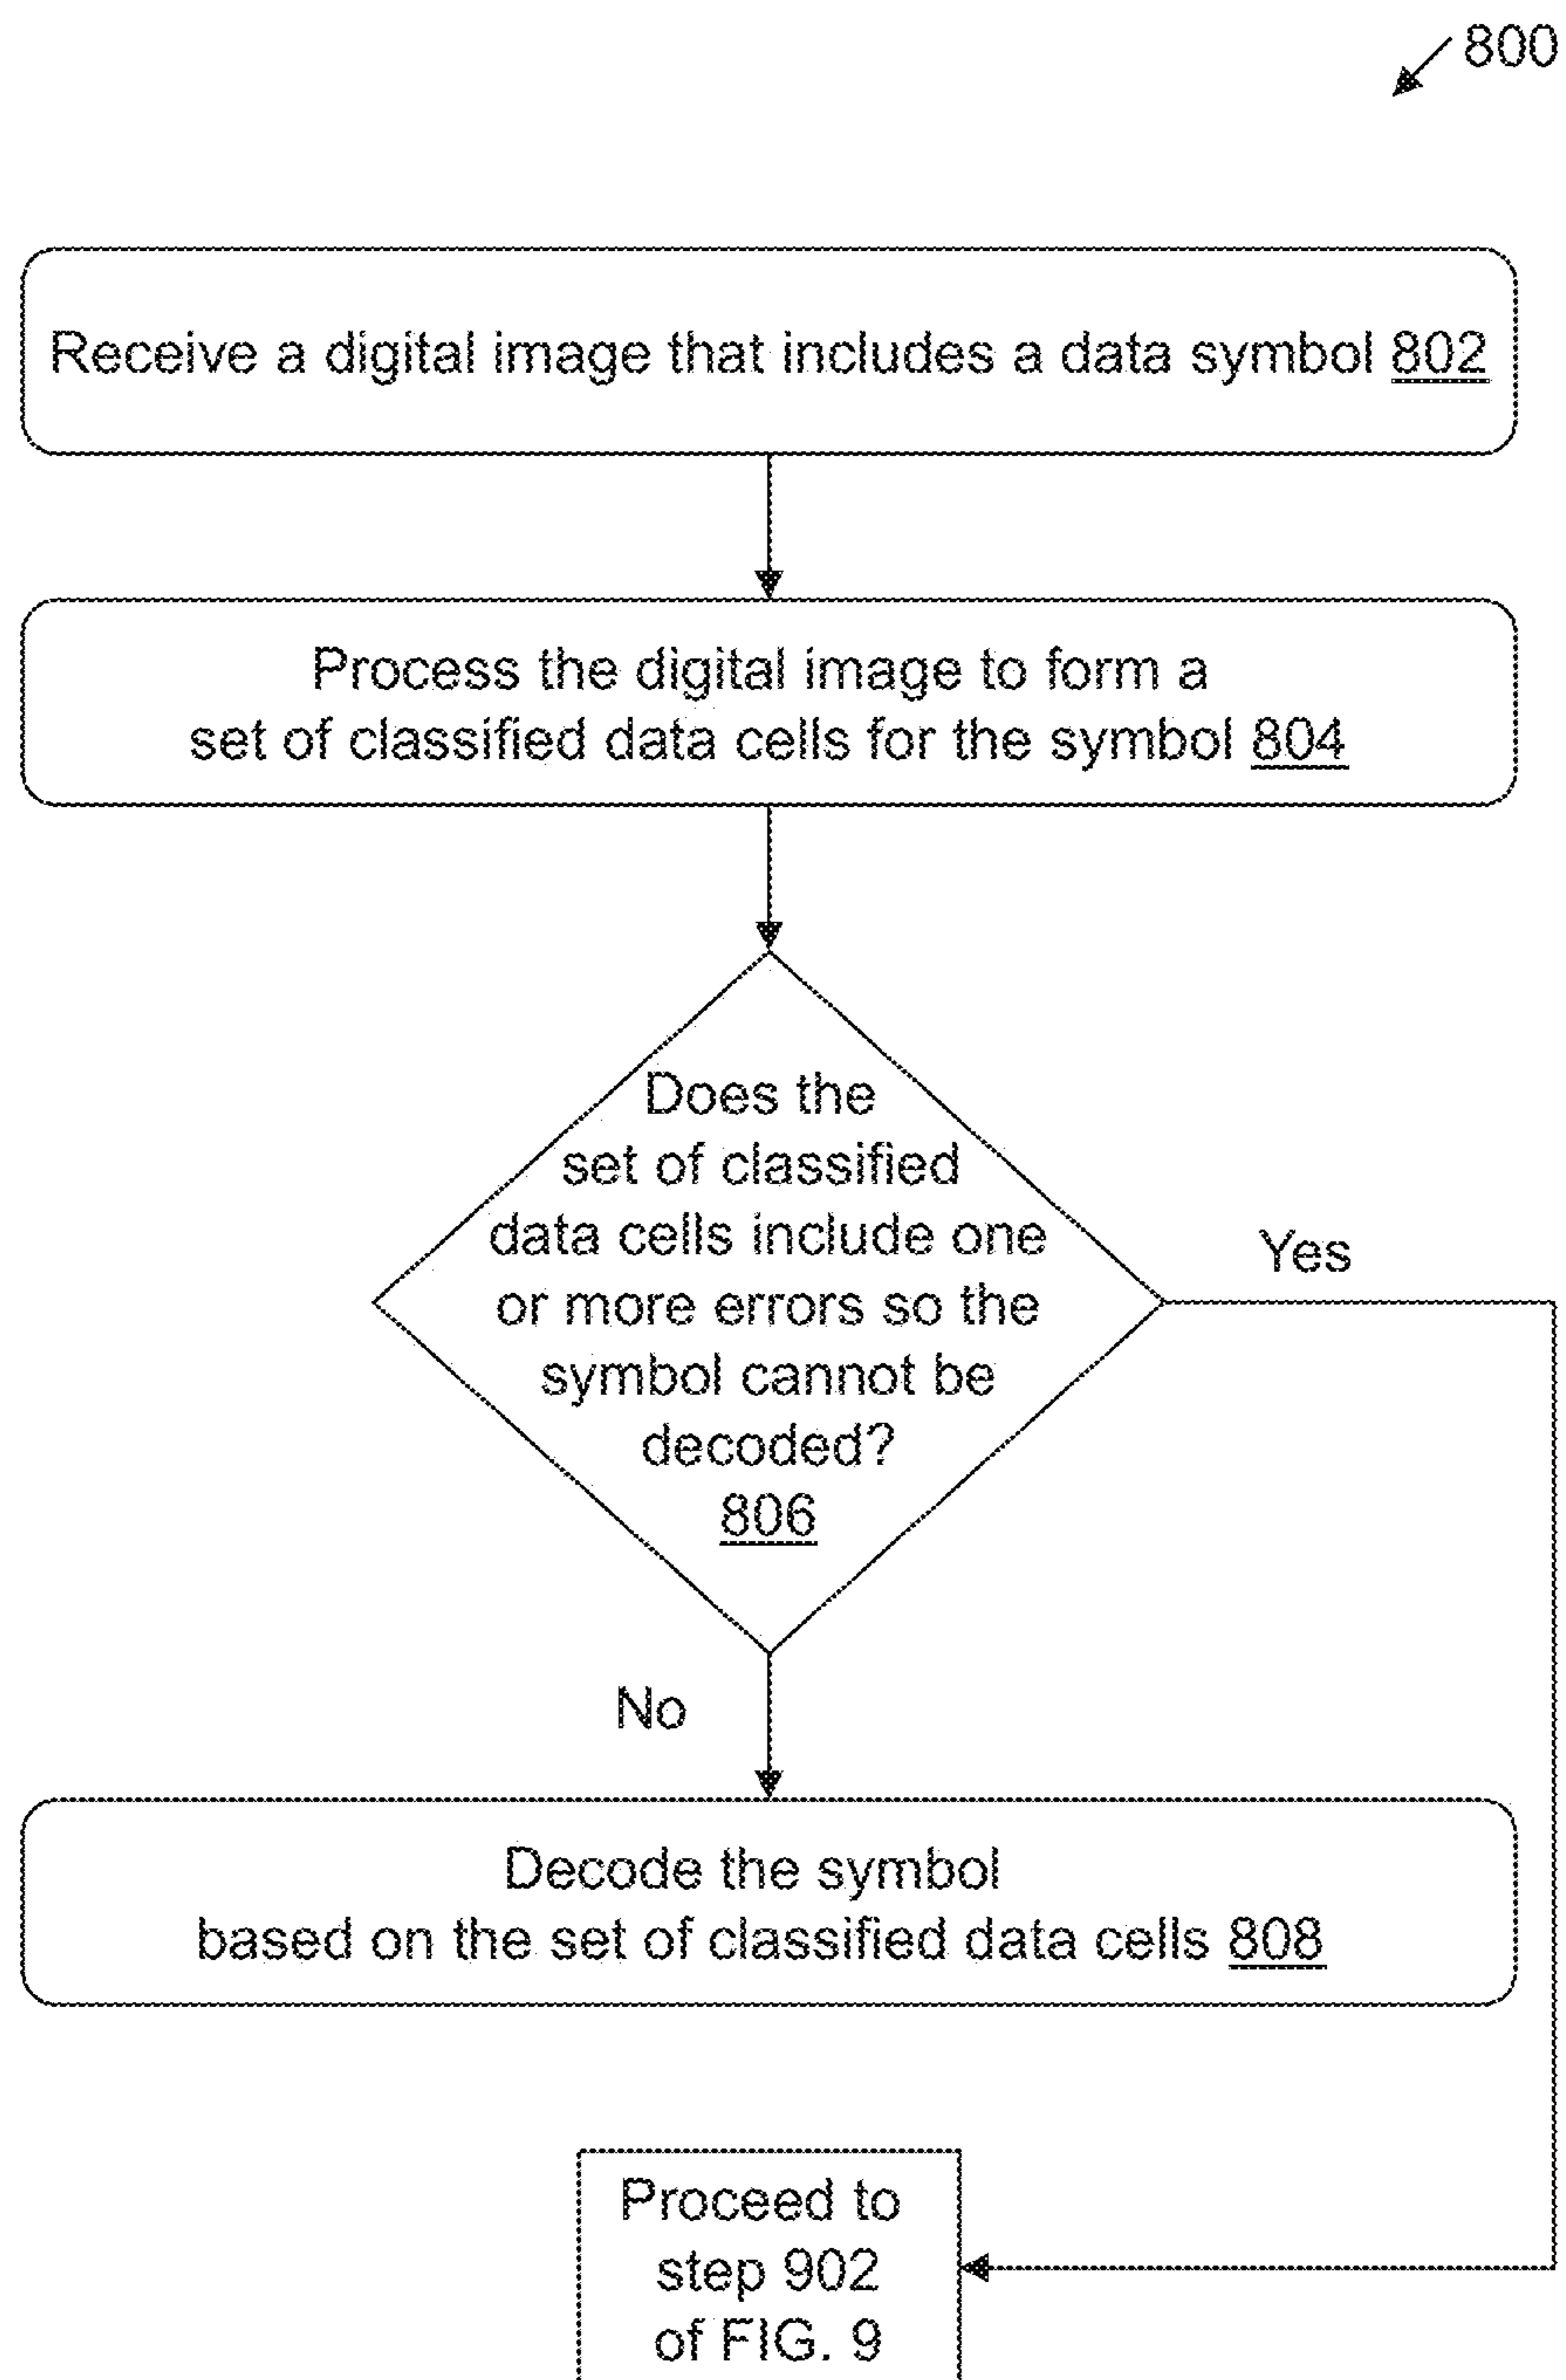 800
Receive a digital image that includes a data symbol 802
Process the digital image to form a
set of classified data cells for the symbol 804
Does the
set of classified
data cells include one
or more errors so the
symbol cannot be
decoded?
806
Yes
No
Decode the symbol
based on the set of classified data cells 808
Proceed to
step 902
of FIG. 9